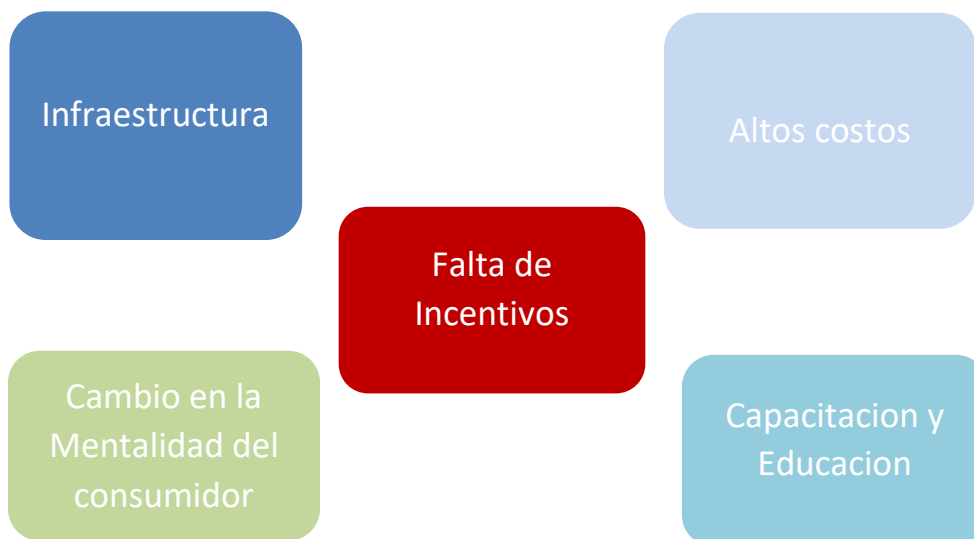 Infraestructura
Altos costos
Falta de
Incentivos
Cambio en la
Mentalidad del
consumidor
Capacitacion y
Educacion